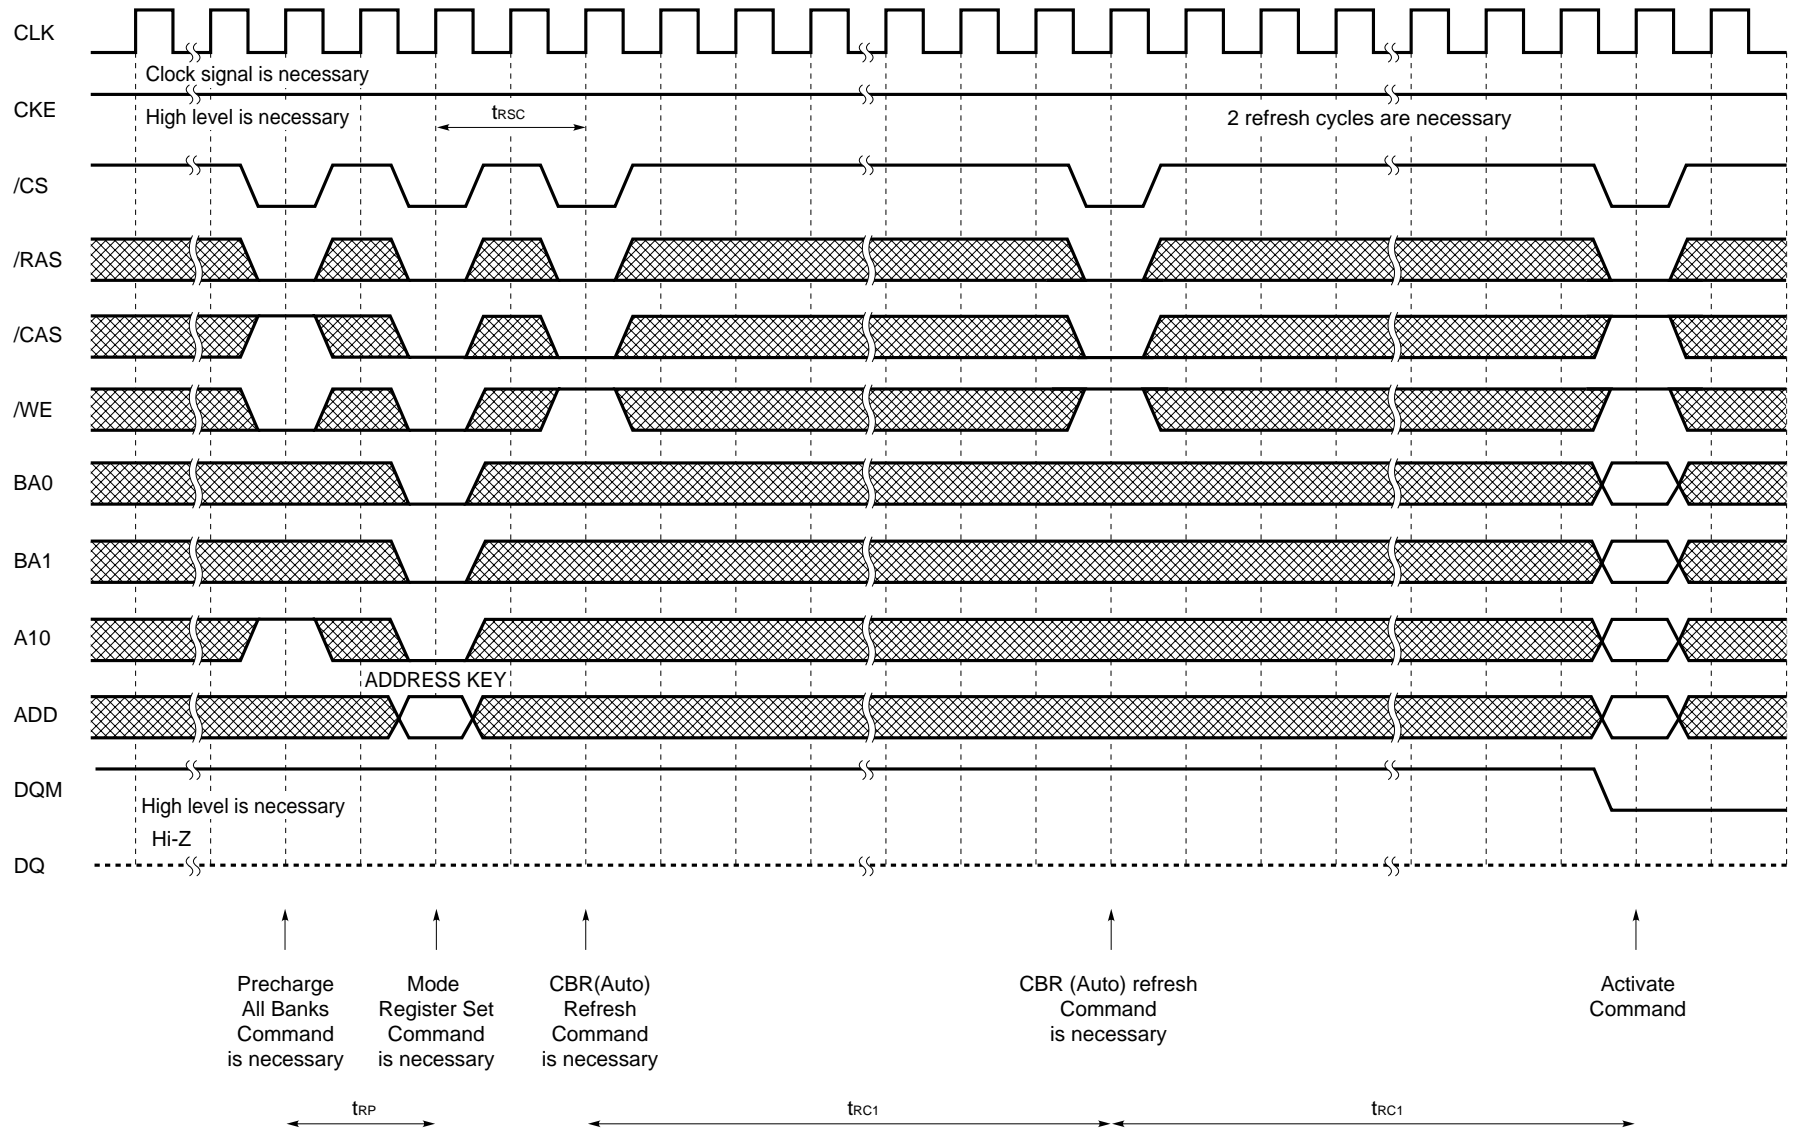 CLK
Clock signal is necessary
CKE
High level is necessary
tRSC
2 refresh cycles are necessary
/CS
/RAS
/CAS
/WE
BA0
BA1
A10
ADDRESS KEY
ADD
DQM
High level is necessary
Hi-Z
DQ
Precharge
All Banks
Command
is necessary
Mode
Register Set
Command
is necessary
CBR(Auto)
Refresh
Command
is necessary
CBR (Auto) refresh
Command
is necessary
Activate
Command
tRP
tRC1
tRC1